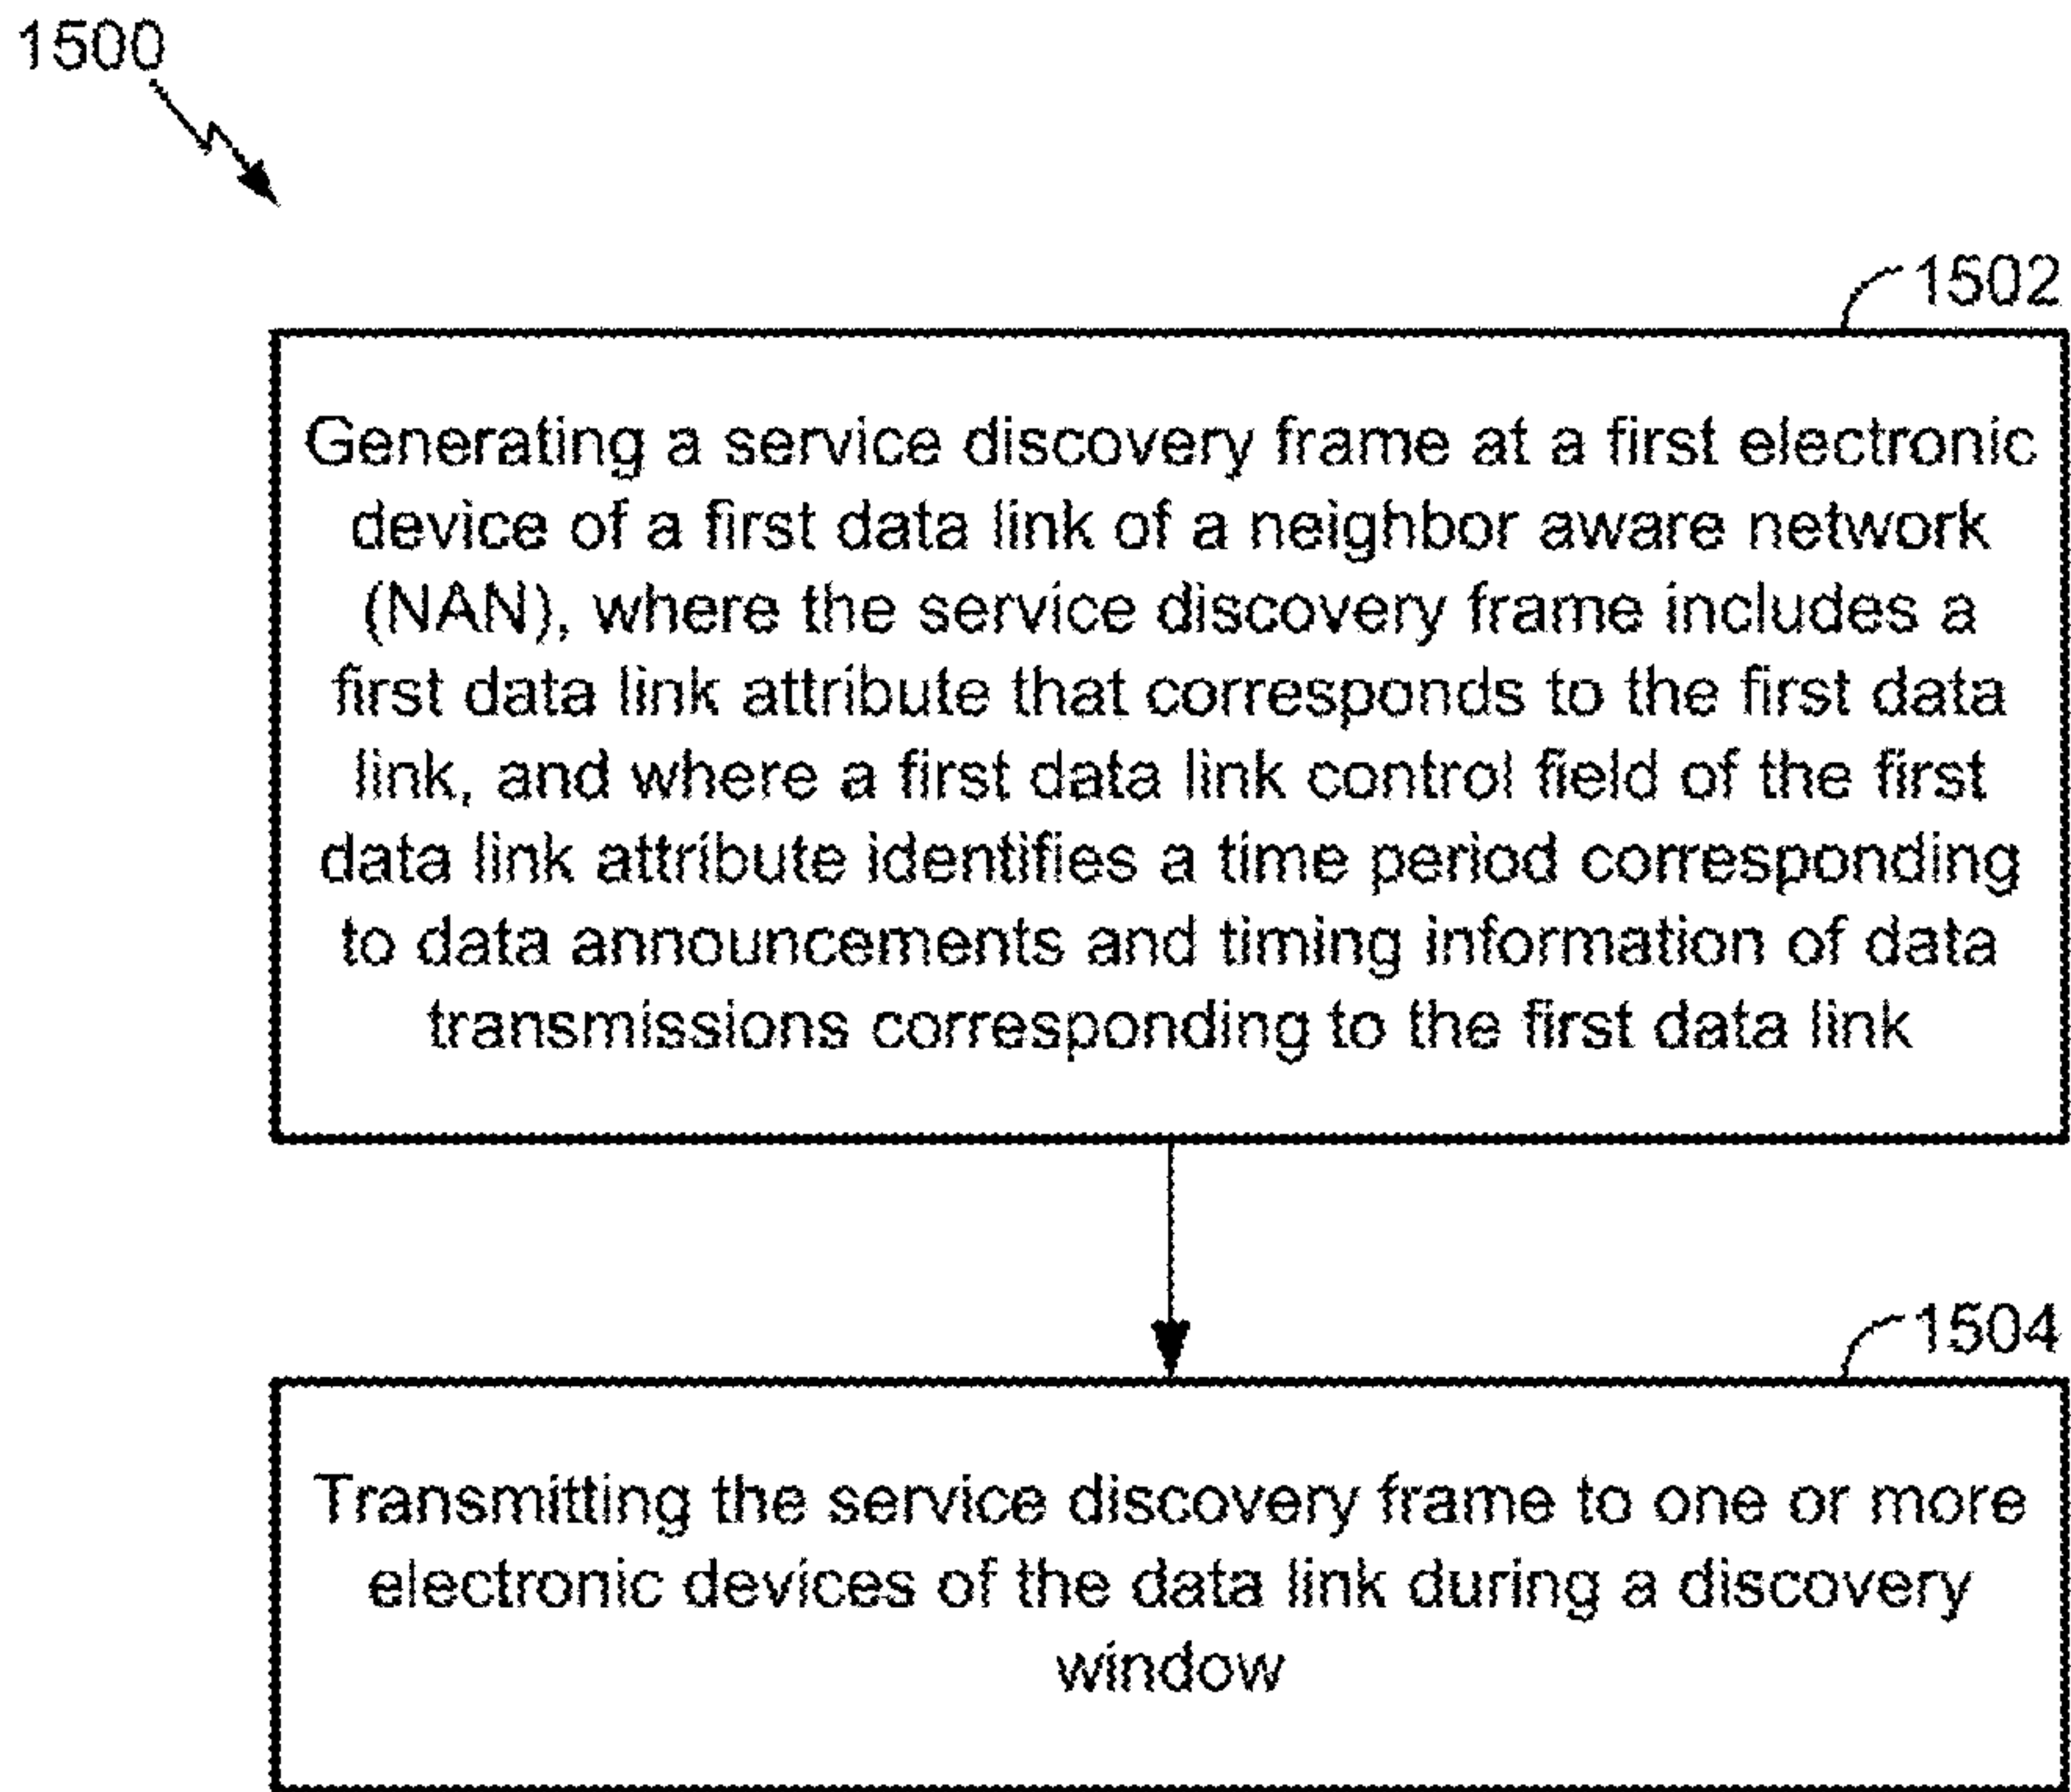 1500
1502
Generating a service discovery frame at a first electronic
device of a first data link of a neighbor aware network
(NAN), where the service discovery frame includes a
first data link attribute that corresponds to the first data
link, and where a first data link control field of the first
data link attribute identifies a time period corresponding
to data announcements and timing information of data
transmissions corresponding to the first data link
1504
Transmitting the service discovery frame to one or more
electronic devices of the data link during a discovery
window